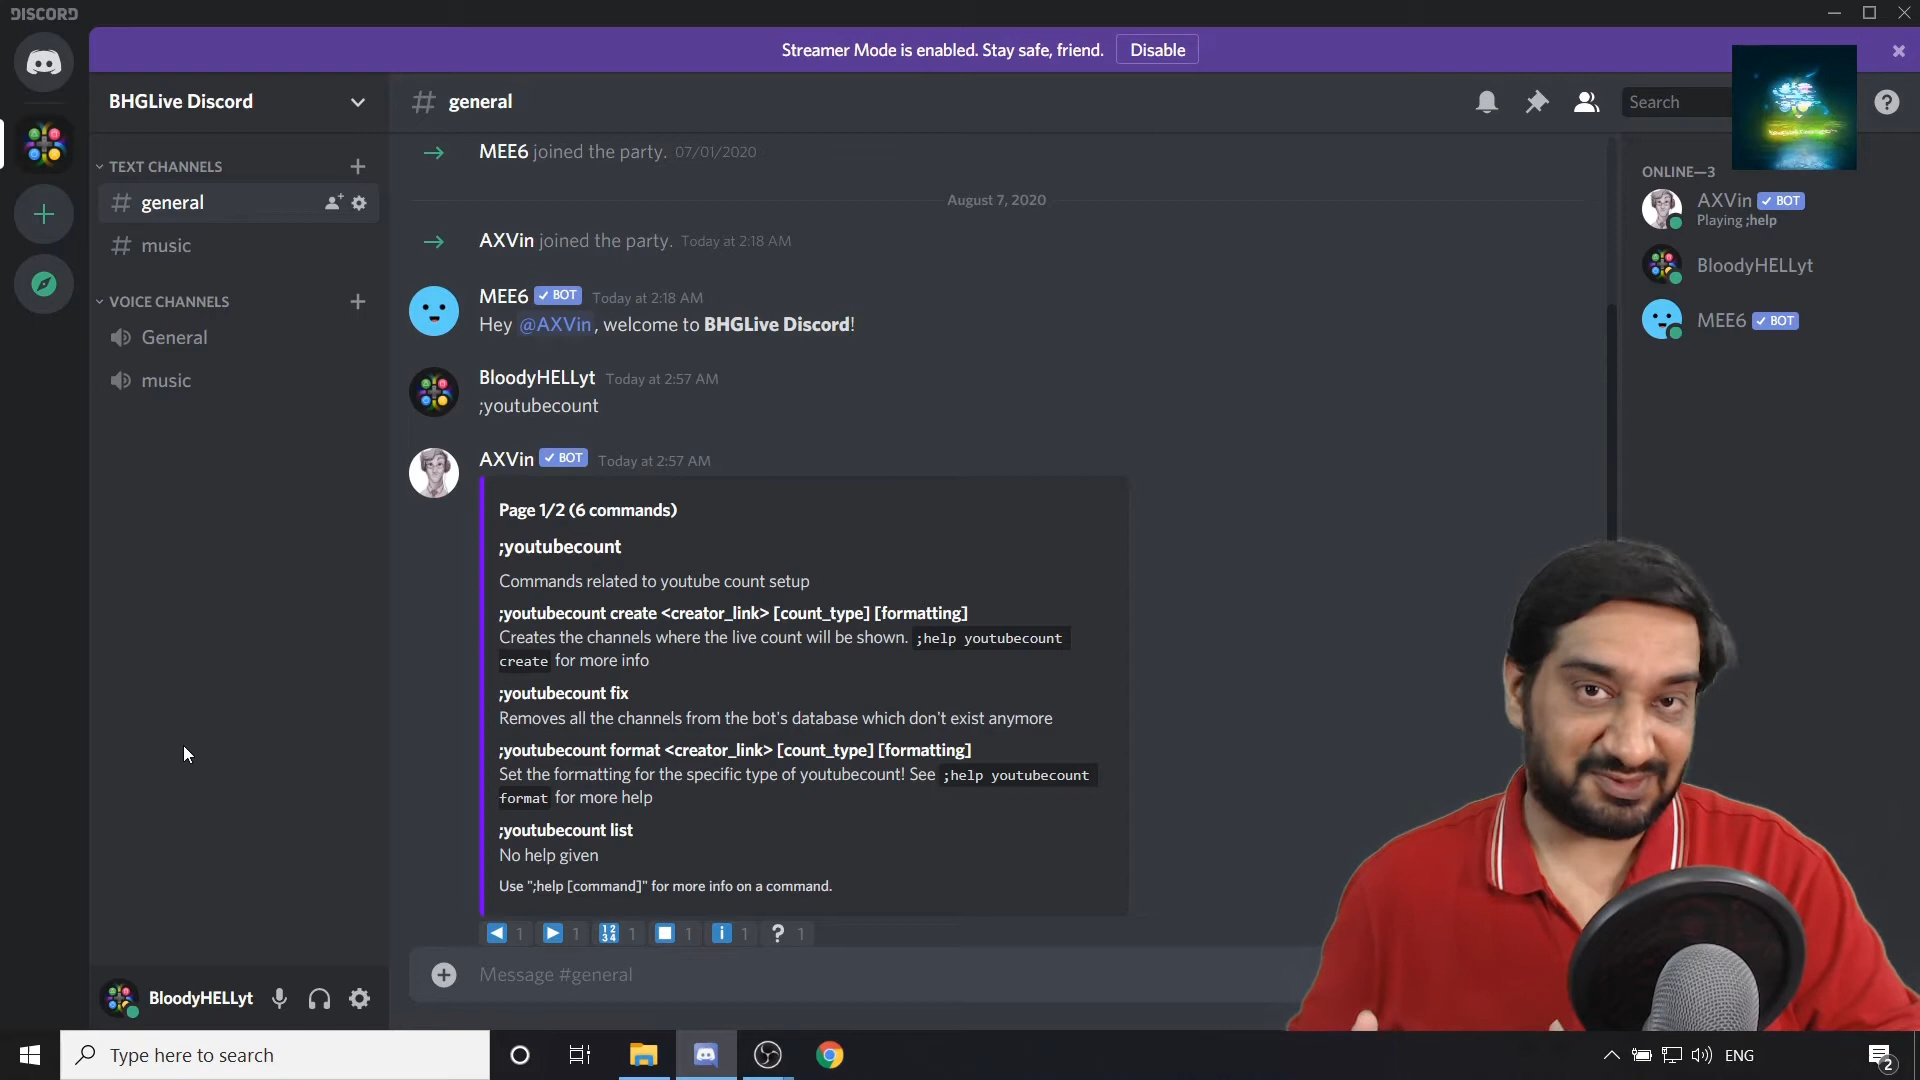 DISCORD
Streamer Mode is enabled. Stay safe, friend. Disable
BHGLive Discord
general
Search
TEXT CHANNELS
general
music
VOICE CHANNELS
General
music
MEE6 joined the party. 07/01/2020
August 7, 2020
AXVin joined the party. Today at 2:18 AM
MEE6 ✓ BOT Today at 2:18 AM
Hey @AXVin, welcome to BHGLive Discord!
BloodyHELLyt Today at 2:57 AM
;youtubecount
AXVin ✓ BOT Today at 2:57 AM
Page 1/2 (6 commands)
;youtubecount
Commands related to youtube count setup
;youtubecount create <creator_link> [count_type] [formatting]
Creates the channels where the live count will be shown. ;help youtubecount
create for more info
;youtubecount fix
Removes all the channels from the bot's database which don't exist anymore
;youtubecount format <creator_link> [count_type] [formatting]
Set the formatting for the specific type of youtubecount! See ;help youtubecount
format for more help
;youtubecount list
No help given
Use ";help [command]" for more info on a command.
1 1 1234 1 1 i 1 ? 1
Message #general
ONLINE—3
AXVin ✓ BOT
Playing ;help
BloodyHELLyt
MEE6 ✓ BOT
BloodyHELLyt
Type here to search
ENG
2